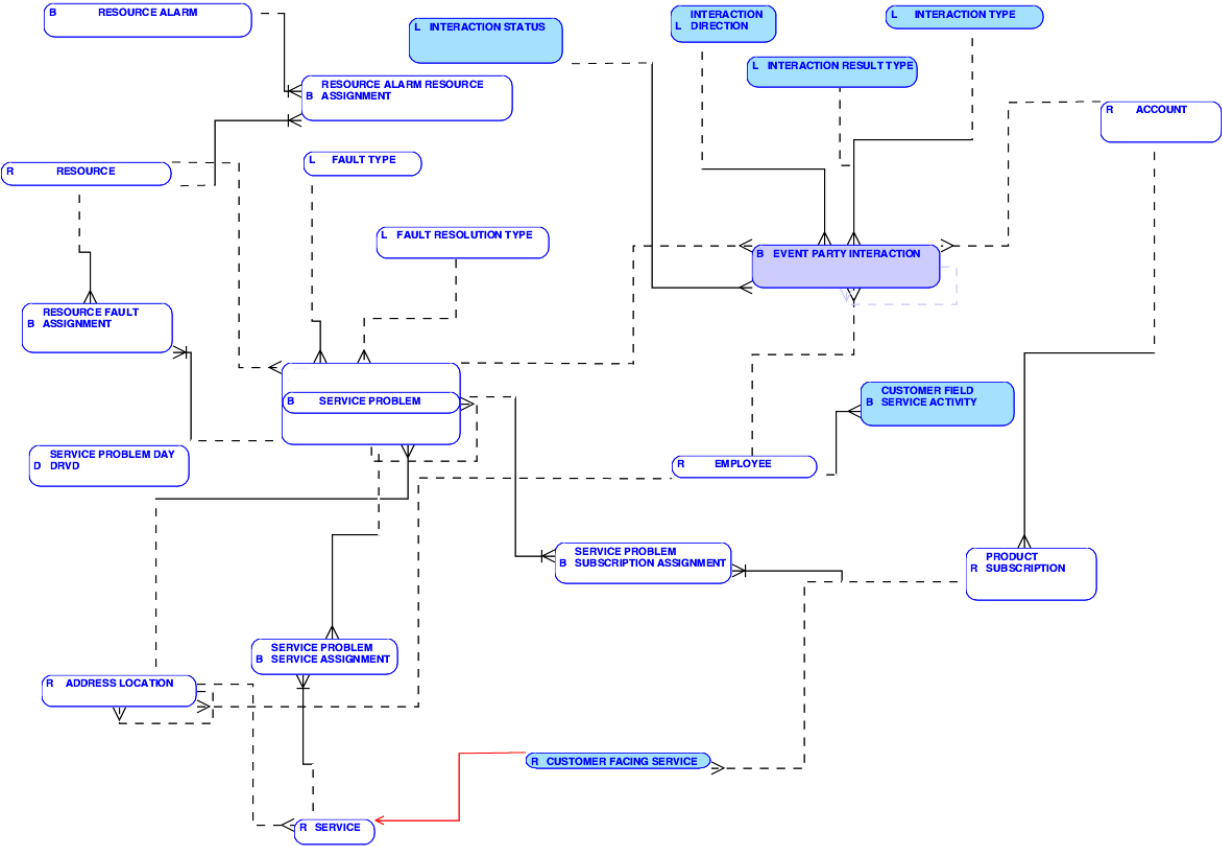 B RESOURCE ALARM
L INTERACTION STATUS
INTERACTION
L DIRECTION
L INTERACTION TYPE
L INTERACTION RESULT TYPE
RESOURCE ALARM RESOURCE
B ASSIGNMENT
R ACCOUNT
L FAULT TYPE
R RESOURCE
L FAULT RESOLUTION TYPE
B EVENT PARTY INTERACTION
RESOURCE FAULT
B ASSIGNMENT
B SERVICE PROBLEM
CUSTOMER FIELD
B SERVICE ACTIVITY
SERVICE PROBLEM DAY
D DRVD
R EMPLOYEE
SERVICE PROBLEM
B SUBSCRIPTION ASSIGNMENT
PRODUCT
R SUBSCRIPTION
SERVICE PROBLEM
B SERVICE ASSIGNMENT
R ADDRESS LOCATION
R CUSTOMER FACING SERVICE
R SERVICE